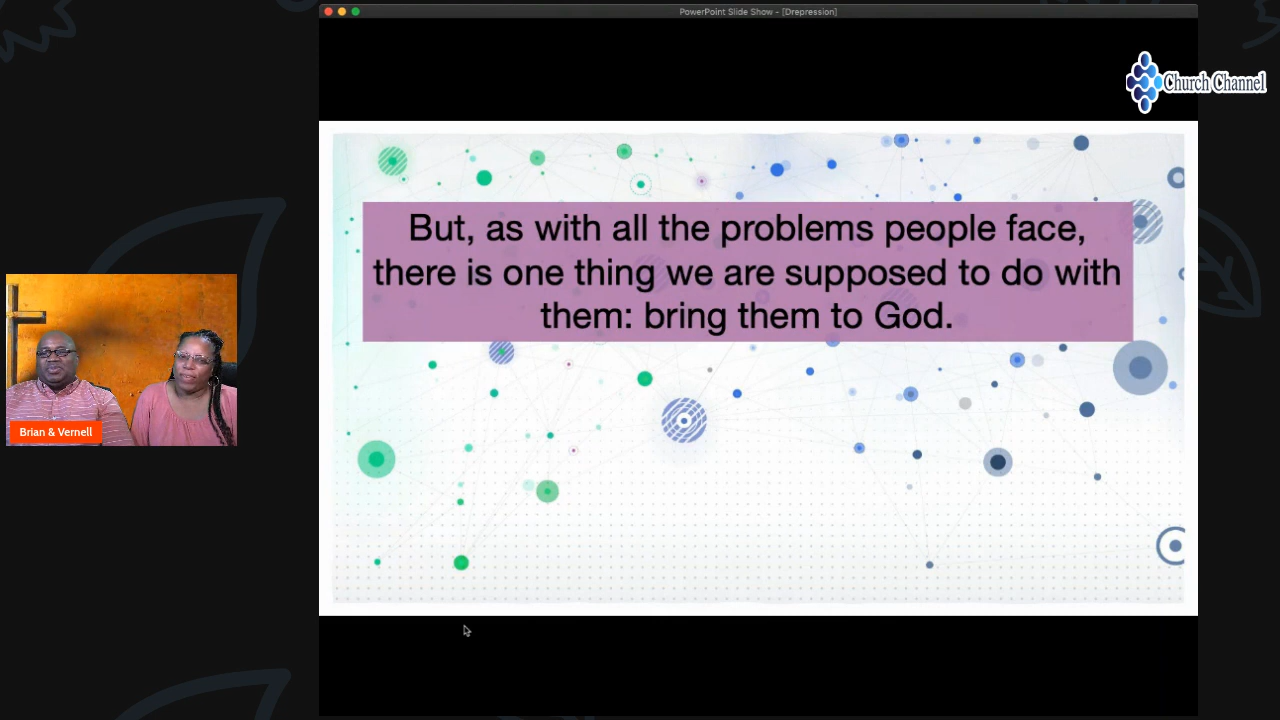 PowerPoint Slide Show - [Drepression]
Church Channel
But, as with all the problems people face,
there is one thing we are supposed to do with
them: bring them to God.
Brian & Vernell